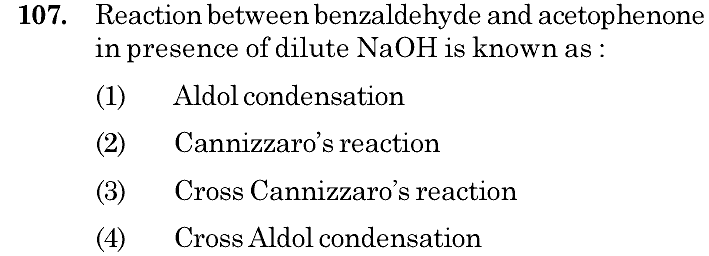 107. Reaction between benzaldehyde and acetophenone
in presence of dilute NaOH is known as :
(1) Aldol condensation
(2) Cannizzaro's reaction
(3) Cross Cannizzaro's reaction
(4) Cross Aldol condensation